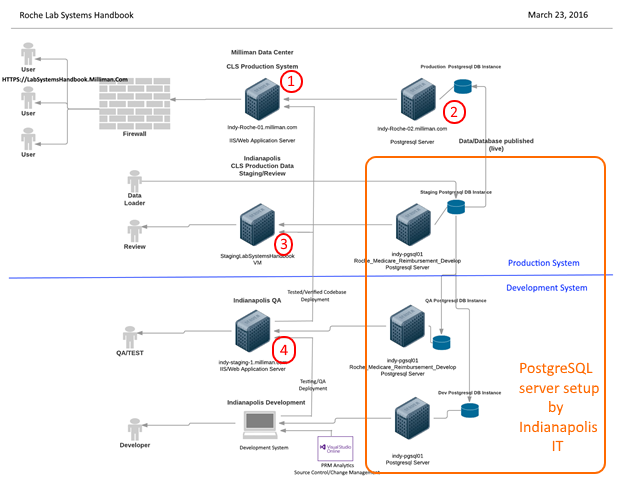 Roche Lab Systems Handbook
March 23, 2016
Milliman Data Center
CLS Production System
Production Postgresql DB Instance
User
HTTPS://LabSystemsHandbook.Milliman.Com
User
User
Firewall
1
Indy-Roche-01.milliman.com
IIS/Web Application Server
2
Indy-Roche-02.milliman.com
Postgresql Server
Data/Database published
(live)
Indianapolis
CLS Production Data
Staging/Review
Data
Loader
Staging Postgresql DB Instance
Review
3
StagingLabSystemsHandbook
VM
indy-pgsql01
Roche_Medicare_Reimbursement_Develop
Postgresql Server
Production System
Development System
Tested/Verified Codebase
Deployment
Indianapolis QA
QA Postgresql DB Instance
QA/TEST
4
indy-staging-1.milliman.com
IIS/Web Application Server
indy-pgsql01
Roche_Medicare_Reimbursement_Develop
Postgresql Server
Testing/QA
Deployment
PostgreSQL
server setup
by
Indianapolis
IT
Indianapolis Development
Dev Postgresql DB Instance
Developer
Development System
Visual Studio
Online
PRM Analytics
Source Control/Change Management
indy-pgsql01
Postgresql Server